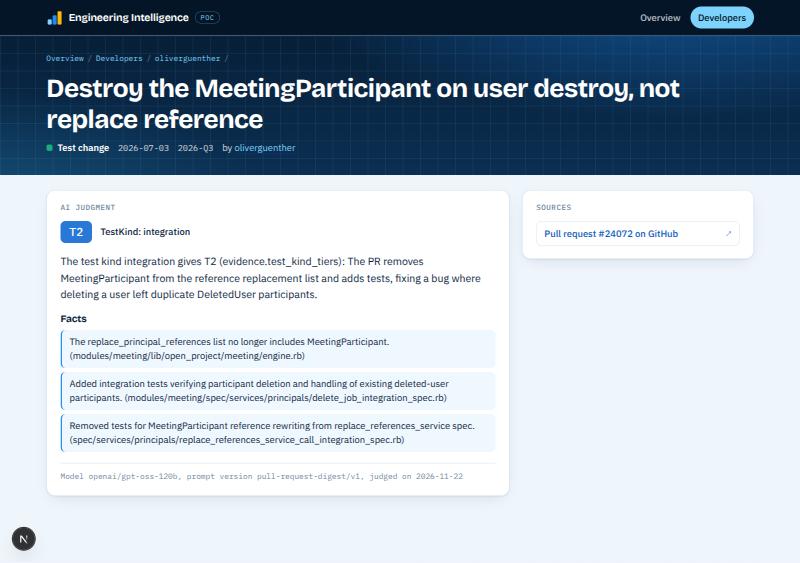 Engineering Intelligence POC
Overview Developers
Overview / Developers / oliverguenther /
Destroy the MeetingParticipant on user destroy, not
replace reference
Test change 2026-07-03 2026-Q3 by oliverguenther
AI JUDGMENT
T2 TestKind: integration
The test kind integration gives T2 (evidence.test_kind_tiers): The PR removes
MeetingParticipant from the reference replacement list and adds tests, fixing a bug where
deleting a user left duplicate DeletedUser participants.
Facts
The replace_principal_references list no longer includes MeetingParticipant.
(modules/meeting/lib/open_project/meeting/engine.rb)
Added integration tests verifying participant deletion and handling of existing deleted-user
participants. (modules/meeting/spec/services/principals/delete_job_integration_spec.rb)
Removed tests for MeetingParticipant reference rewriting from replace_references_service spec.
(spec/services/principals/replace_references_service_call_integration_spec.rb)
Model openai/gpt-oss-120b, prompt version pull-request-digest/v1, judged on 2026-11-22
SOURCES
Pull request #24072 on GitHub ↗
N